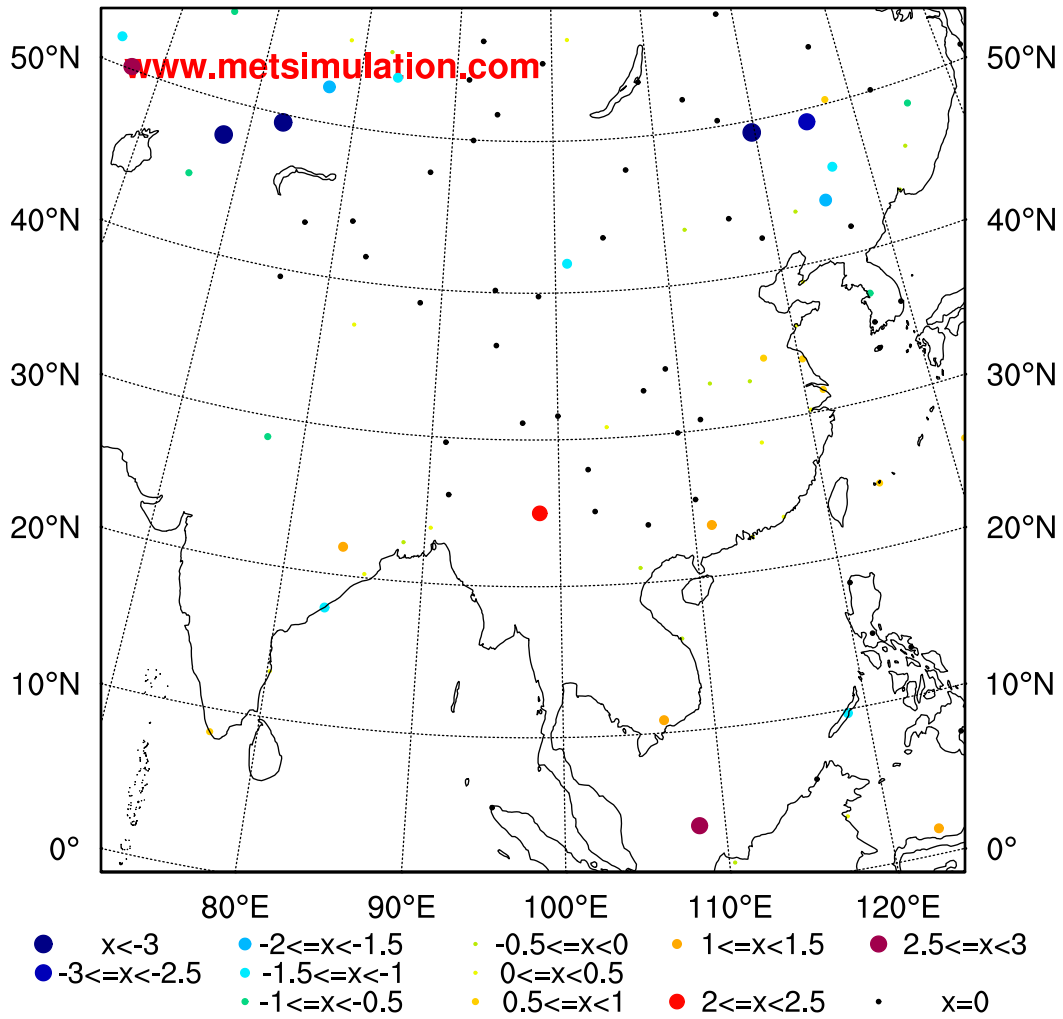 www.metsimulation.com
50°N 50°N
40°N 40°N
30°N 30°N
20°N 20°N
10°N 10°N
0° 0°
80°E 90°E 100°E 110°E 120°E
x<-3 -2<=x<-1.5 -0.5<=x<0 1<=x<1.5 2.5<=x<3
-3<=x<-2.5 -1.5<=x<-1 0<=x<0.5
-1<=x<-0.5 0.5<=x<1 2<=x<2.5 x=0